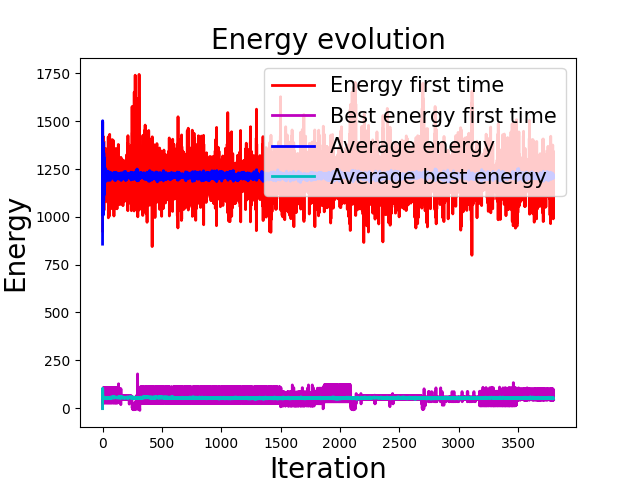 Energy evolution
Energy
1750
1500
1250
1000
750
500
250
0
Energy first time
Best energy first time
Average energy
Average best energy
0
500
1000
1500
2000
2500
3000
3500
Iteration